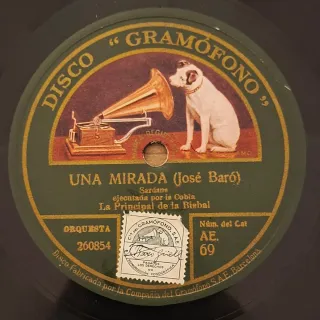 DISCO "GRAMÓFONO"
UNA MIRADA (José Baró)
Sardana
ejecutada por la Cobla
La Principal de la Bisbal
ORQUESTA
260854
Núm. del Cat
AE.
69
Disco fabricado por la Compañía del Gramófono S.A.E. Barcelona